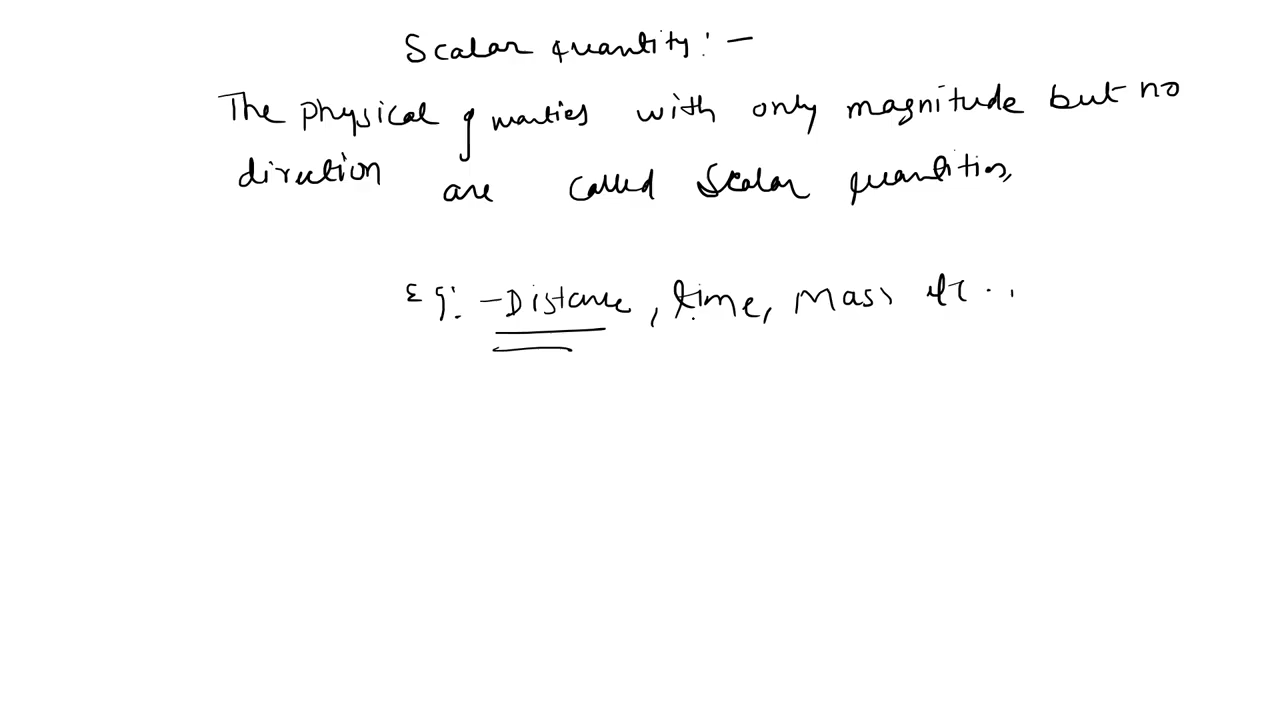 Scalar quantity: -
The physical quanties with only magnitude but no
direction are called Scalar quantities,
Eg: - Distance, time, Mass etc ..